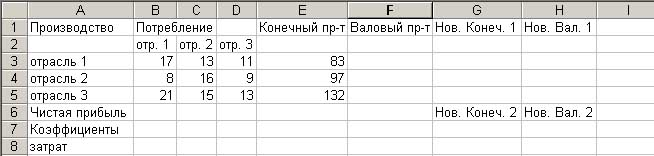 A B C D E F G H I
1 Производство Потребление Конечный пр-т Валовый пр-т Нов. Конеч. 1 Нов. Вал. 1
2 отр. 1 отр. 2 отр. 3
3 отрасль 1 17 13 11 83
4 отрасль 2 8 16 9 97
5 отрасль 3 21 15 13 132
6 Чистая прибыль Нов. Конеч. 2 Нов. Вал. 2
7 Коэффициенты
8 затрат